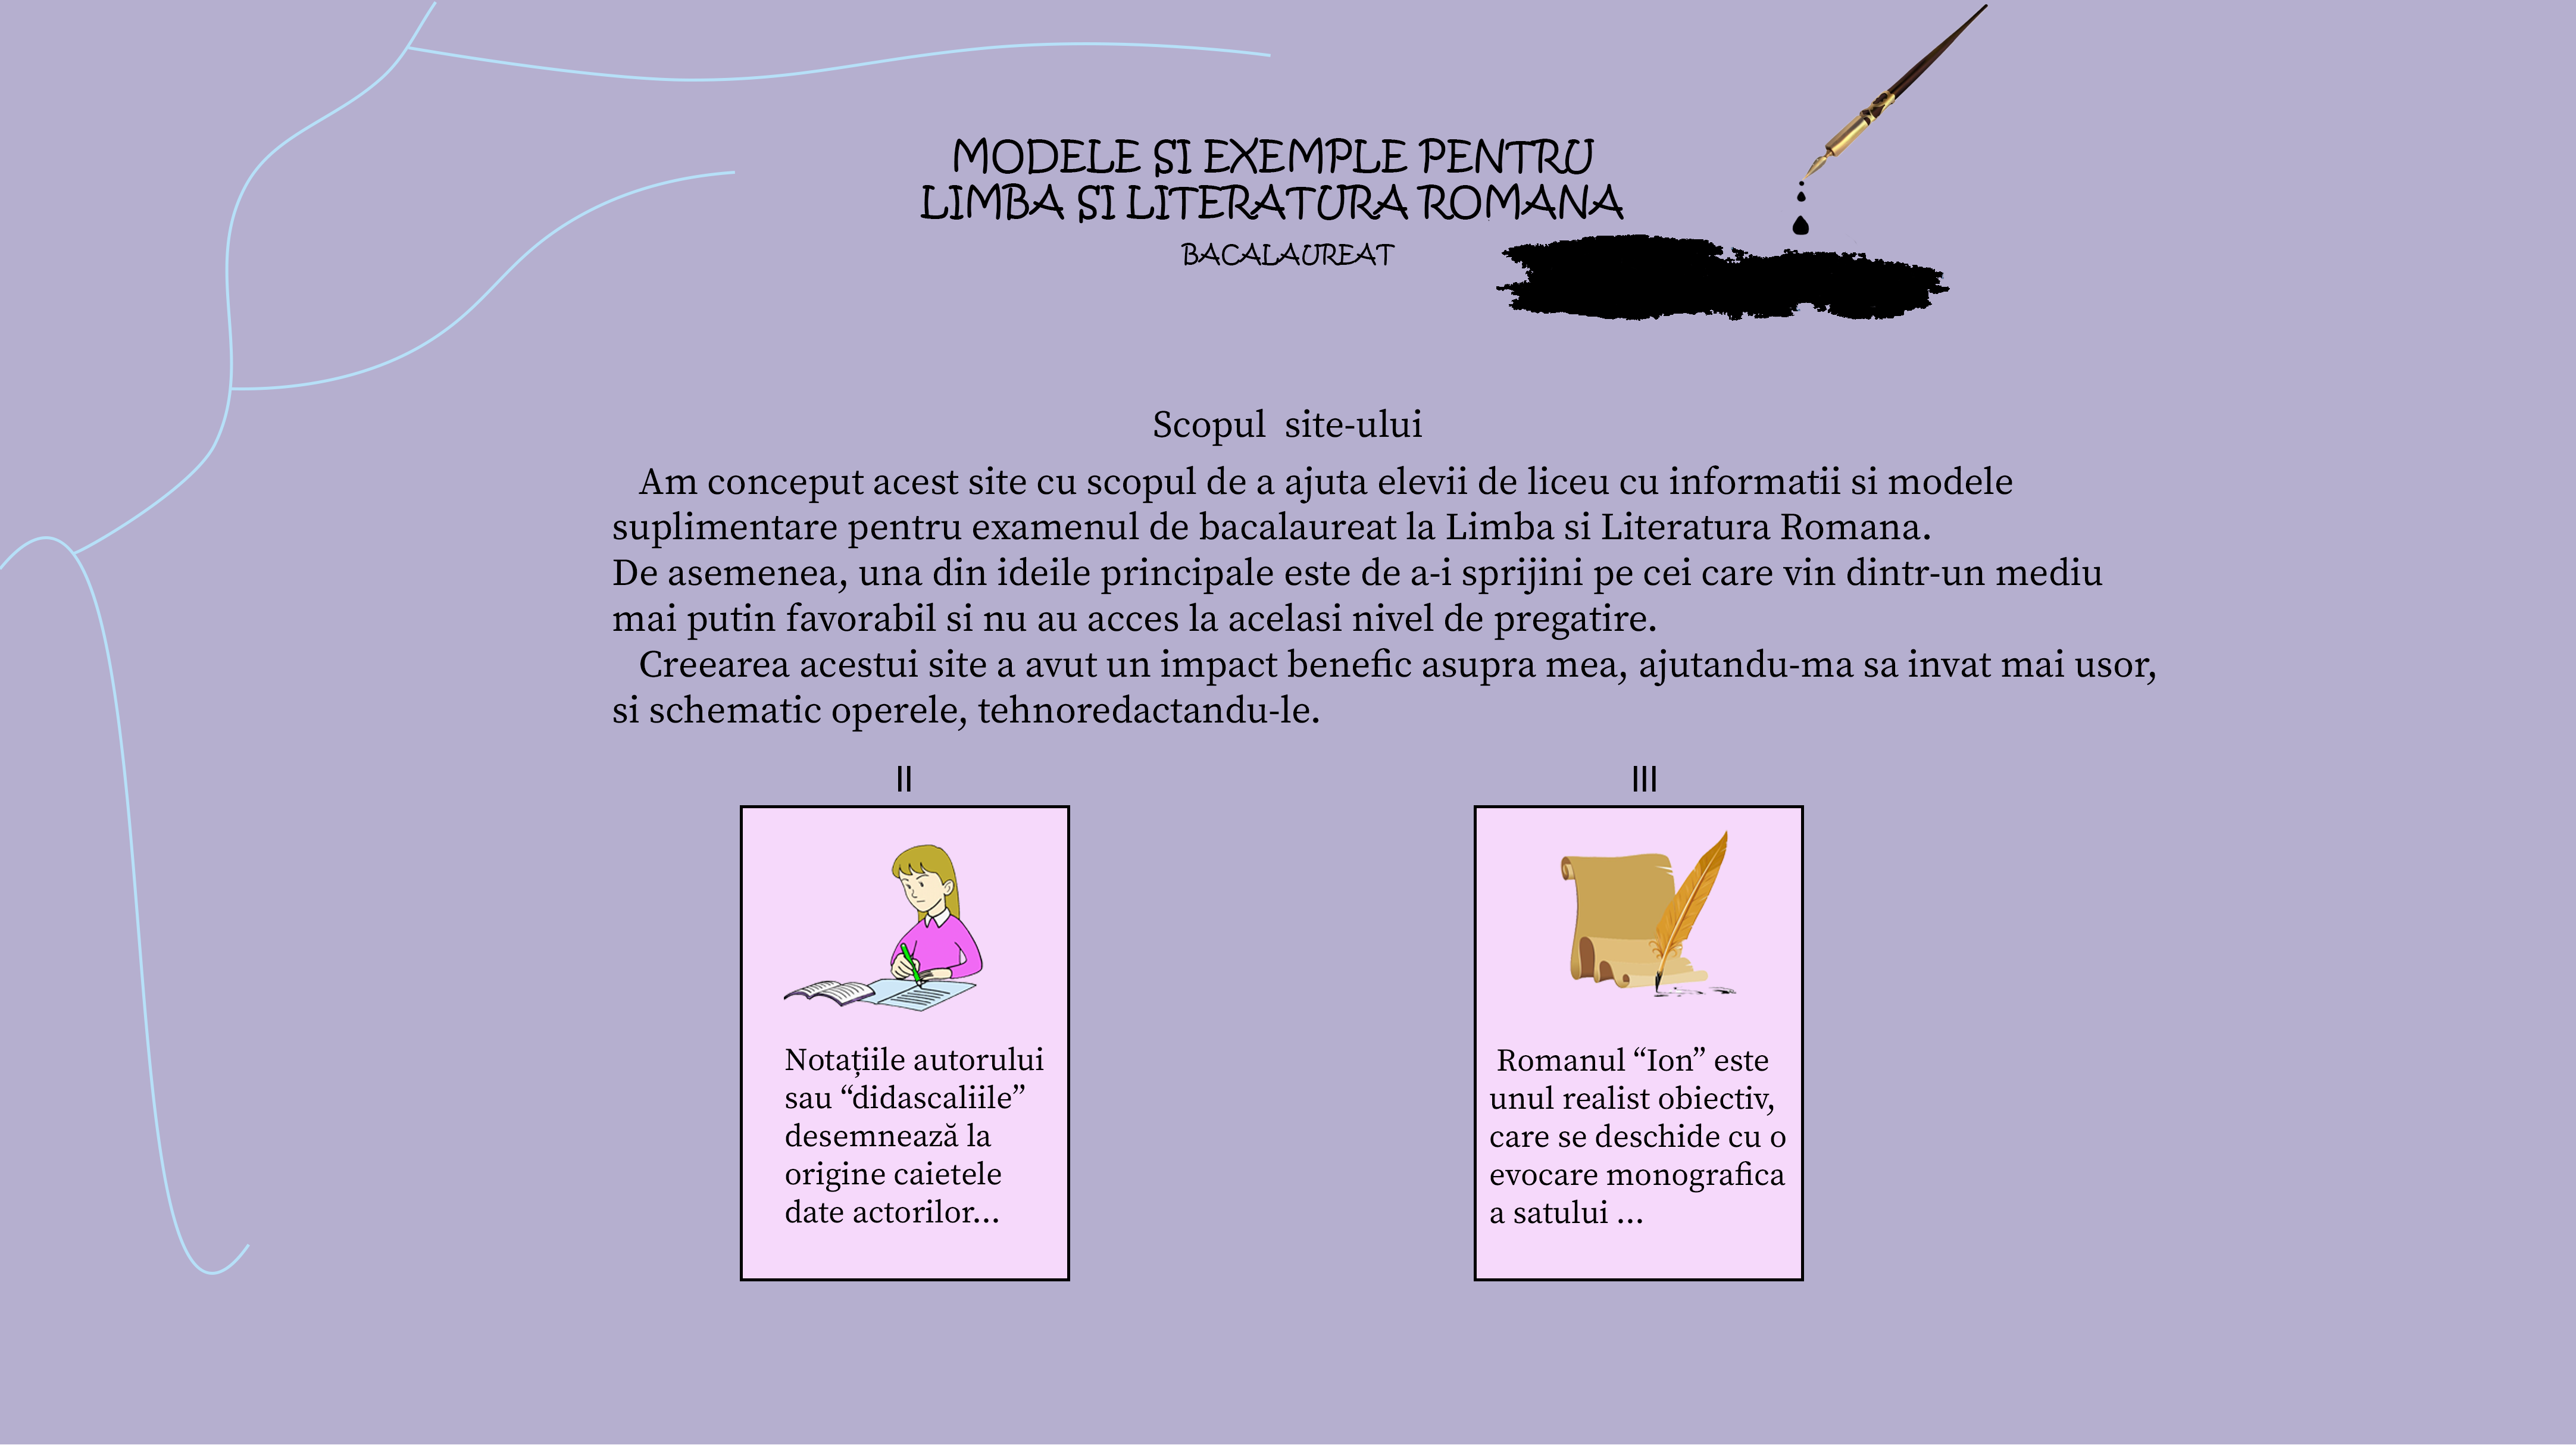 MODELE SI EXEMPLE PENTRU
LIMBA SI LITERATURA ROMANA
BACALAUREAT
Scopul site-ului
Am conceput acest site cu scopul de a ajuta elevii de liceu cu informatii si modele
suplimentare pentru examenul de bacalaureat la Limba si Literatura Romana.
De asemenea, una din ideile principale este de a-i sprijini pe cei care vin dintr-un mediu
mai putin favorabil si nu au acces la acelasi nivel de pregatire.
Creearea acestui site a avut un impact benefic asupra mea, ajutandu-ma sa invat mai usor,
si schematic operele, tehnoredactandu-le.
II
Notațiile autorului
sau “didascaliile”
desemnează la
origine caietele
date actorilor...
III
Romanul “Ion” este
unul realist obiectiv,
care se deschide cu o
evocare monografica
a satului ...